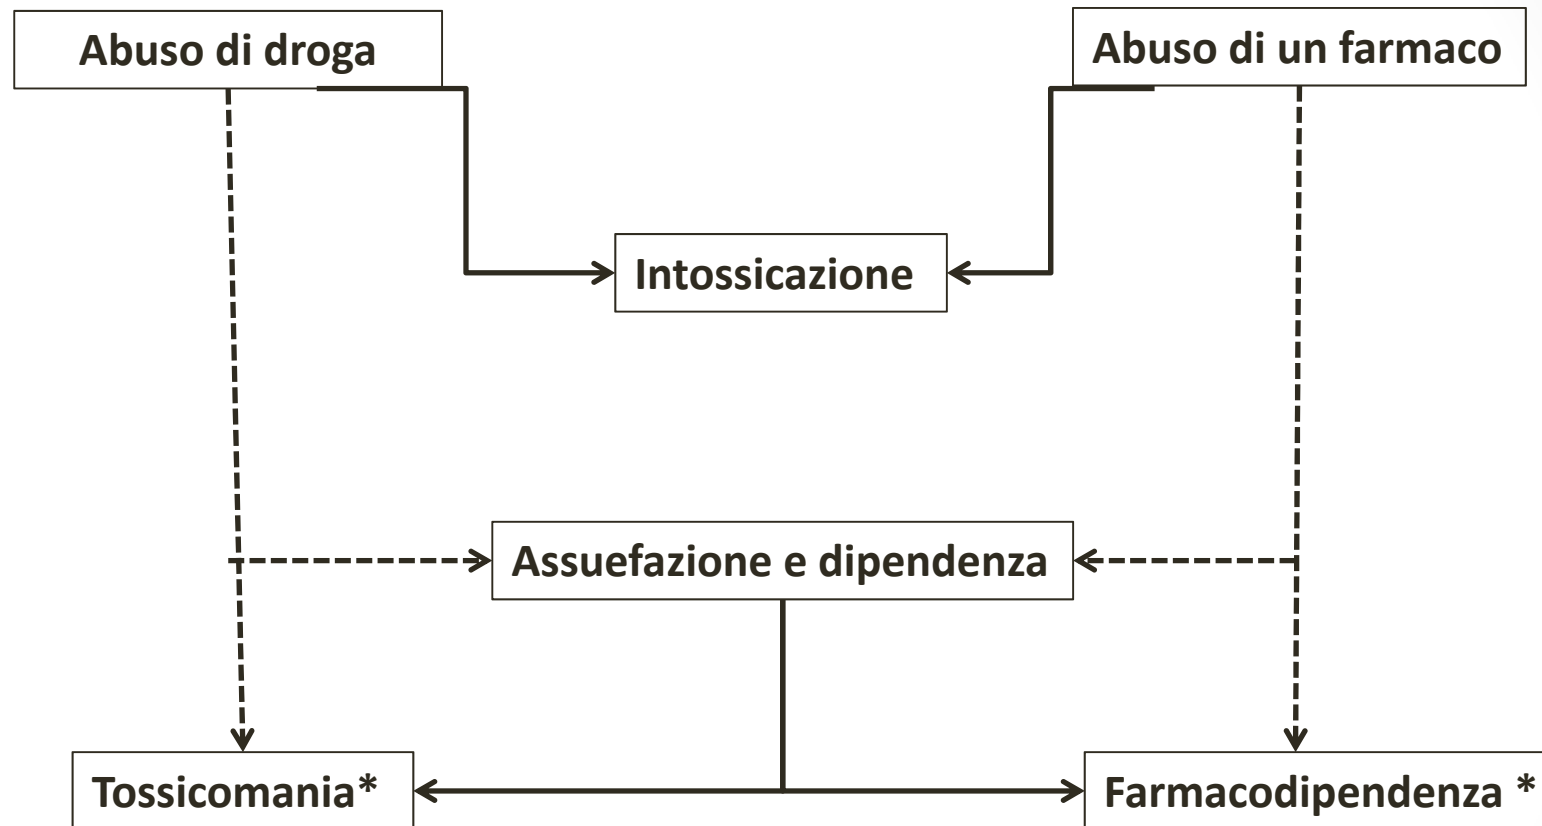 Abuso di droga
Abuso di un farmaco
Intossicazione
Assuefazione e dipendenza
Tossicomania*
Farmacodipendenza *